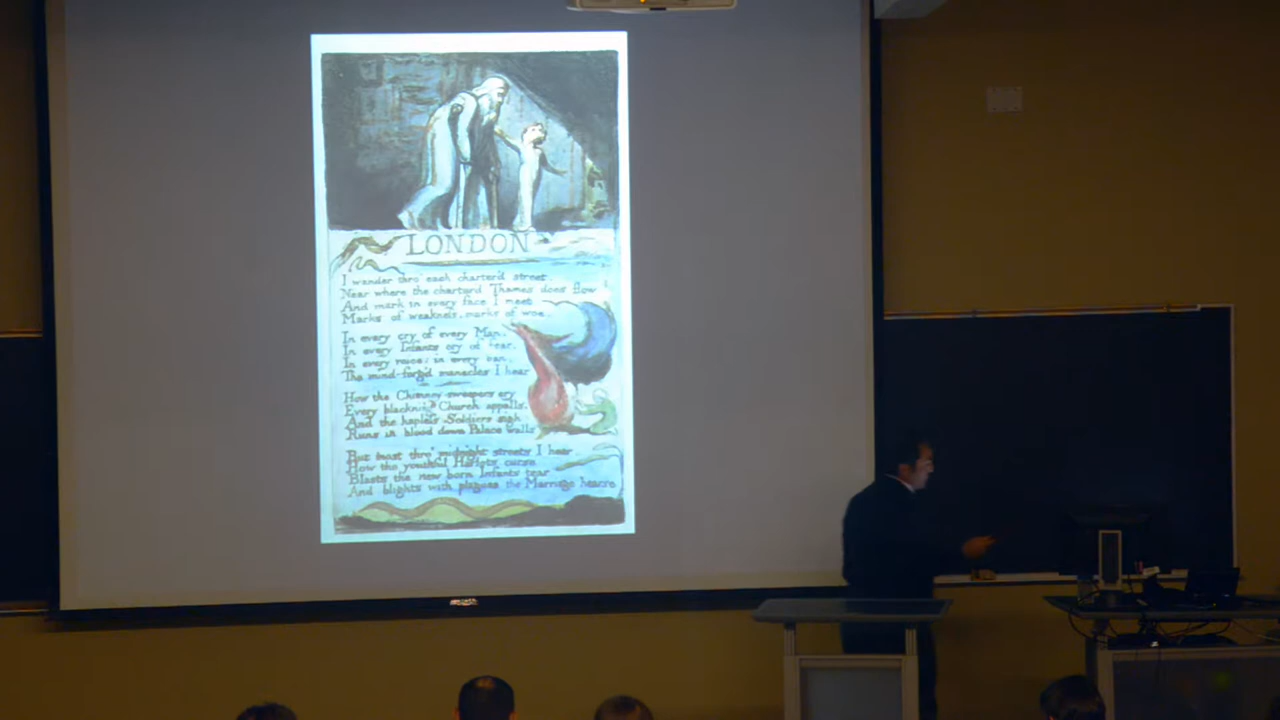 LONDON
I wander thro' each charter'd street.
Near where the charter'd Thames does flow
And mark in every face I meet
Marks of weakness, marks of woe.
In every cry of every Man.
In every Infants cry of fear.
In every voice: in every ban.
The mind-forg'd manacles I hear
How the Chimney-sweepers cry
Every blackning Church appalls.
And the hapless Soldiers sigh
Runs in blood down Palace walls
But most thro' midnight streets I hear
How the youthful Harlots curse
Blasts the new born Infants tear
And blights with plagues the Marriage hearse